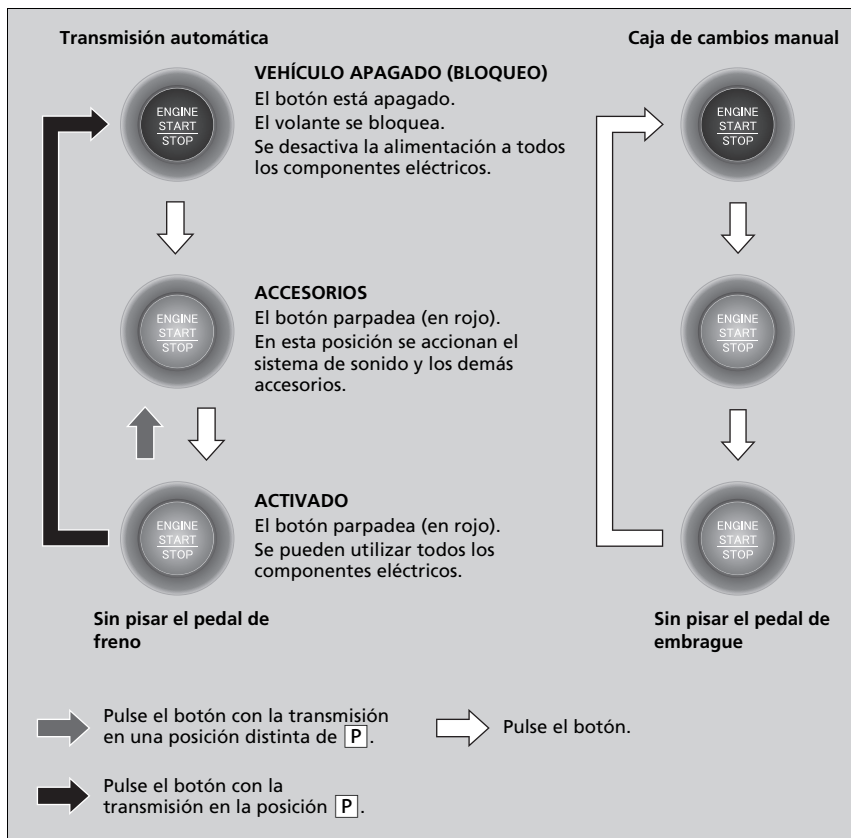 Transmisión automática
Caja de cambios manual
ENGINE
START
STOP
VEHÍCULO APAGADO (BLOQUEO)
El botón está apagado.
El volante se bloquea.
Se desactiva la alimentación a todos
los componentes eléctricos.
ENGINE
START
STOP
ENGINE
START
STOP
ACCESORIOS
El botón parpadea (en rojo).
En esta posición se accionan el
sistema de sonido y los demás
accesorios.
ENGINE
START
STOP
ENGINE
START
STOP
ACTIVADO
El botón parpadea (en rojo).
Se pueden utilizar todos los
componentes eléctricos.
ENGINE
START
STOP
Sin pisar el pedal de
freno
Sin pisar el pedal de
embrague
Pulse el botón con la transmisión
en una posición distinta de P.
Pulse el botón.
Pulse el botón con la
transmisión en la posición P.